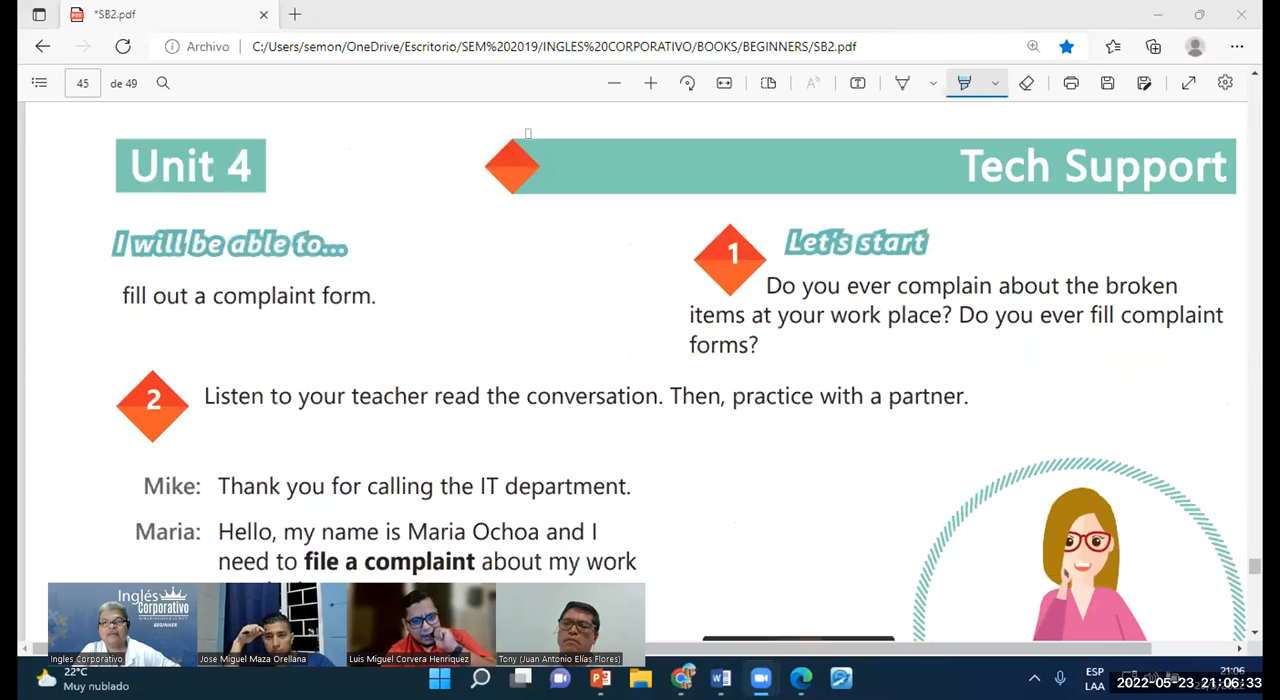 *SB2.pdf
Archivo
C:/Users/semon/OneDrive/Escritorio/SEM%202019/INGLES%20CORPORATIVO/BOOKS/BEGINNERS/SB2.pdf
45 de 49
Unit 4
Tech Support
I will be able to...
fill out a complaint form.
1
Let's start
Do you ever complain about the broken
items at your work place? Do you ever fill complaint
forms?
2
Listen to your teacher read the conversation. Then, practice with a partner.
Mike: Thank you for calling the IT department.
Maria: Hello, my name is Maria Ochoa and I
need to file a complaint about my work
Inglés
Corporativo
BEGINNER
Ingles Corporativo
Jose Miguel Maza Orellana
Luis Miguel Corvera Henriquez
Tony (Juan Antonio Elías Flores)
22°C
Muy nublado
ESP
LAA
21:06
2022-05-23 21:06:33